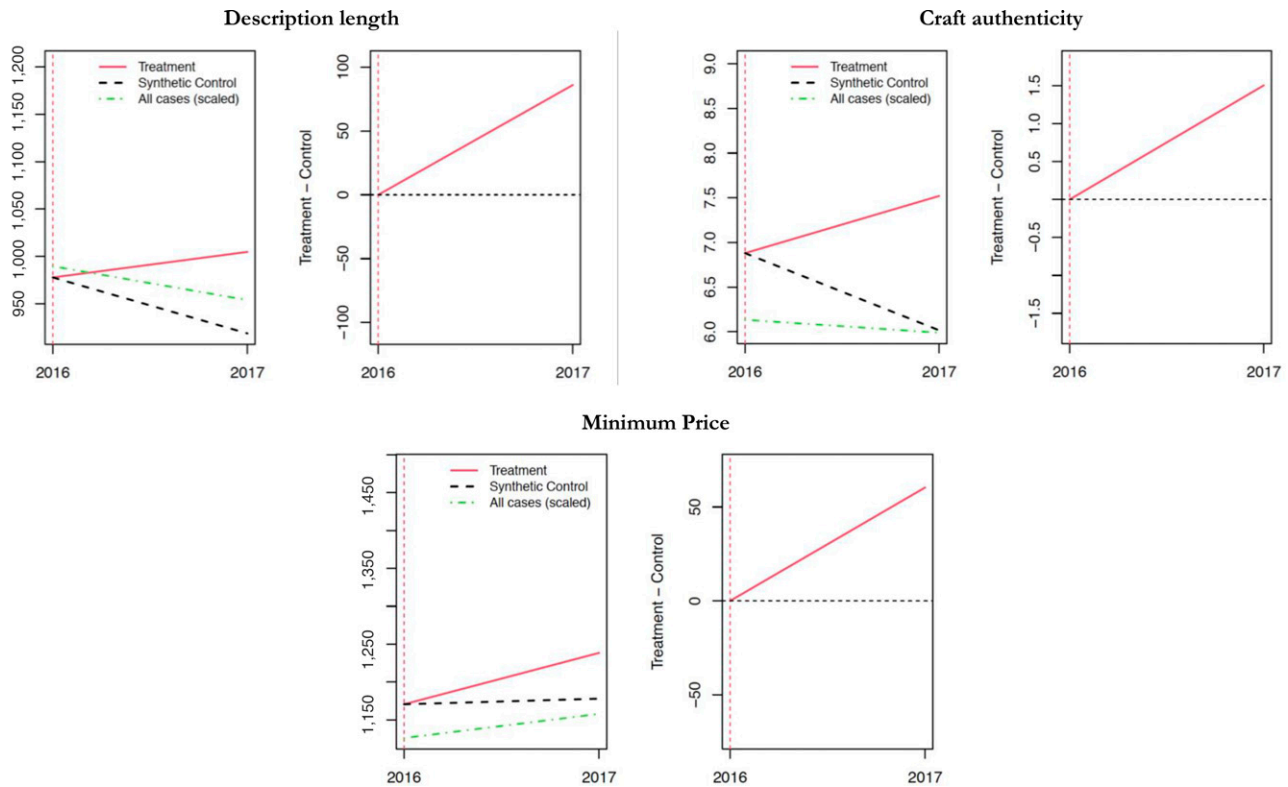 Description length
Craft authenticity
1,200
1,150
1,100
1,050
1,000
950
Treatment
Synthetic Control
All cases (scaled)
2016
2017
Treatment − Control
100
50
0
−50
−100
2016
2017
9.0
8.5
8.0
7.5
7.0
6.5
6.0
Treatment
Synthetic Control
All cases (scaled)
2016
2017
Treatment − Control
1.5
1.0
0.5
−0.5
−1.5
2016
2017
Minimum Price
1,450
1,350
1,250
1,150
Treatment
Synthetic Control
All cases (scaled)
2016
2017
Treatment − Control
50
0
−50
2016
2017